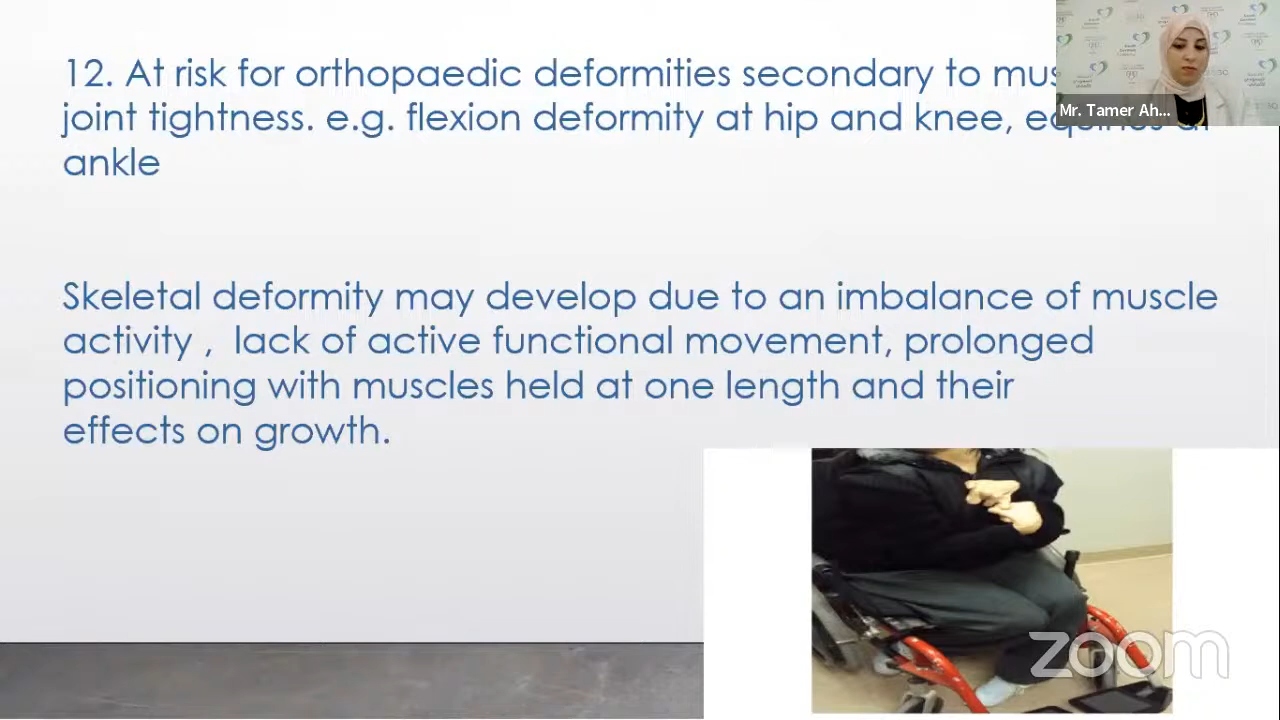 12. At risk for orthopaedic deformities secondary to
joint tightness. e.g. flexion deformity at hip and knee,
ankle
Skeletal deformity may develop due to an imbalance of muscle
activity , lack of active functional movement, prolonged
positioning with muscles held at one length and their
effects on growth.
Mr. Tamer Ah...
zoom